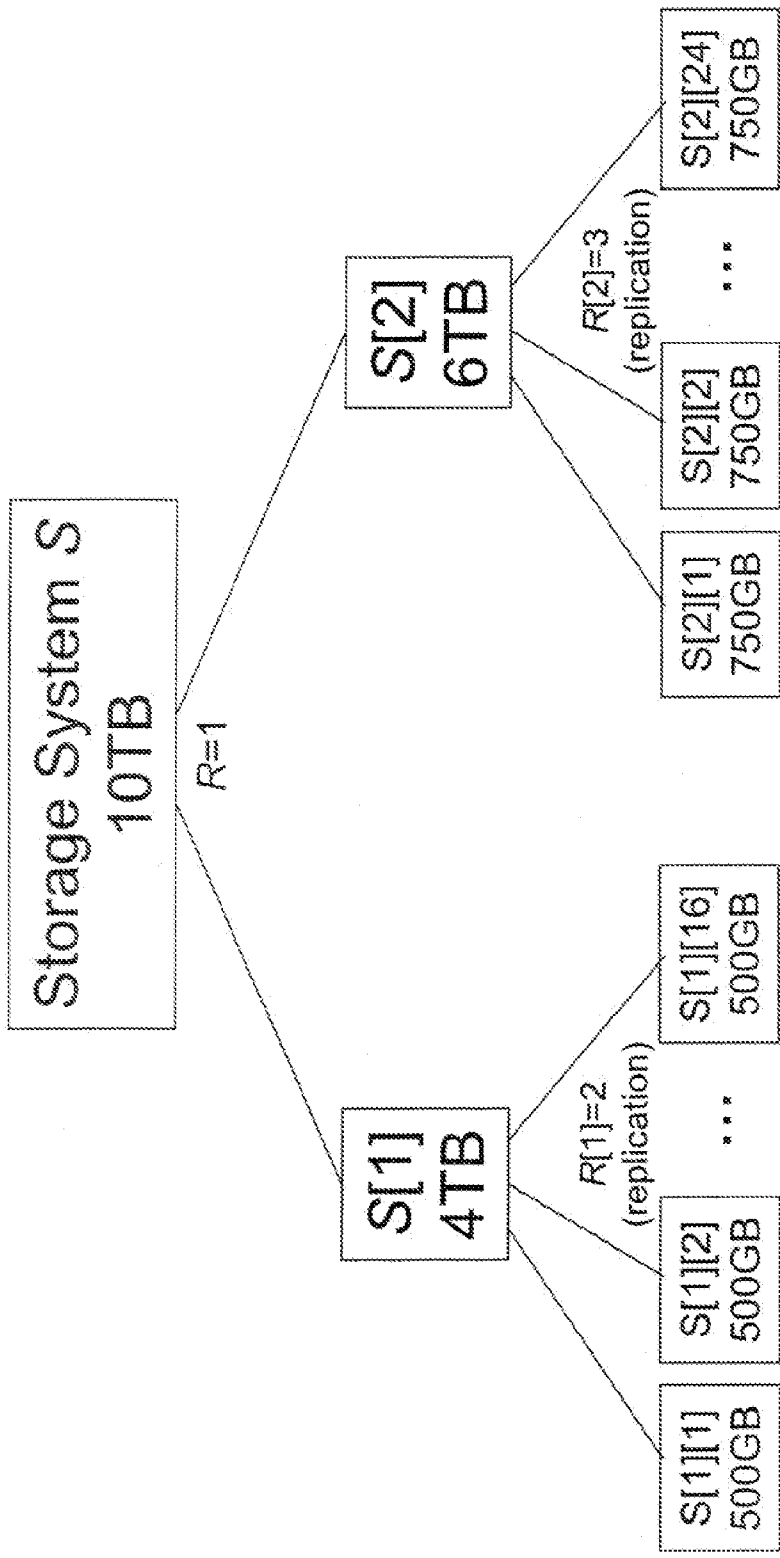 Storage System S
10TB
R=1
S[1]
4TB
S[2]
6TB
R[1]=2
(replication)
R[2]=3
(replication)
S[1][1]
500GB
S[1][2]
500GB
...
S[1][16]
500GB
S[2][1]
750GB
S[2][2]
750GB
...
S[2][24]
750GB